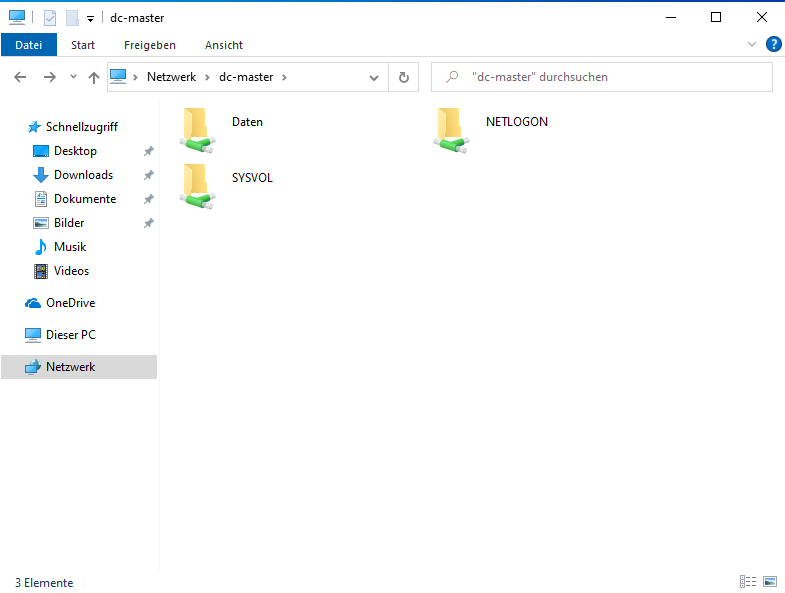 dc-master
Datei Start Freigeben Ansicht
?
Netzwerk dc-master
"dc-master" durchsuchen
Schnellzugriff
Desktop
Downloads
Dokumente
Bilder
Musik
Videos
OneDrive
Dieser PC
Netzwerk
Daten
NETLOGON
SYSVOL
3 Elemente